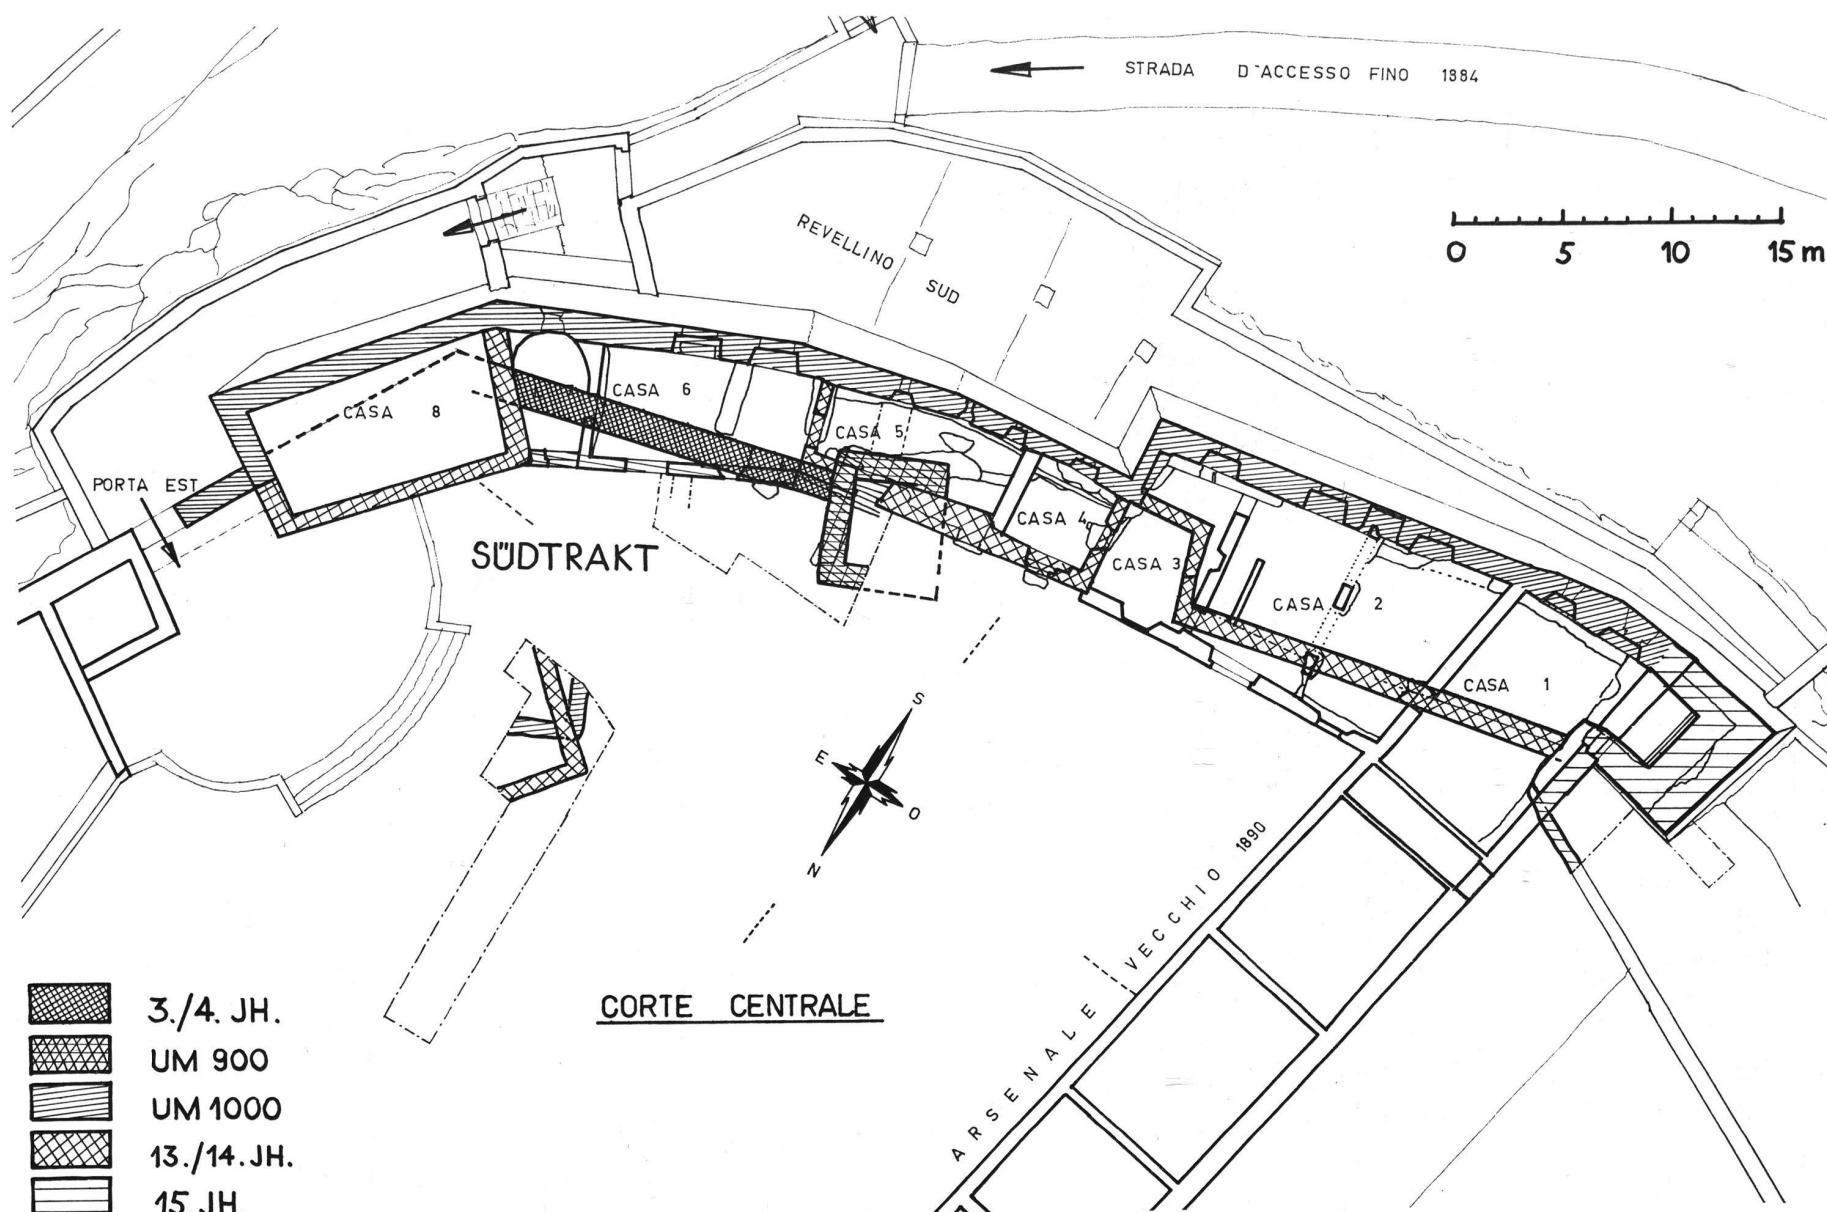 STRADA D'ACCESSO FINO 1884
0 5 10 15 m
REVELLINO
SUD
CASA 6
CASA 8
CASA 5
PORTA EST
CASA 4
SÜDTRAKT
CASA 3
CASA 2
CASA 1
S
E
O
N
ARSENALE VECCHIO 1890
CORTE CENTRALE
3./4. JH.
UM 900
UM 1000
13./14. JH.
15. JH.